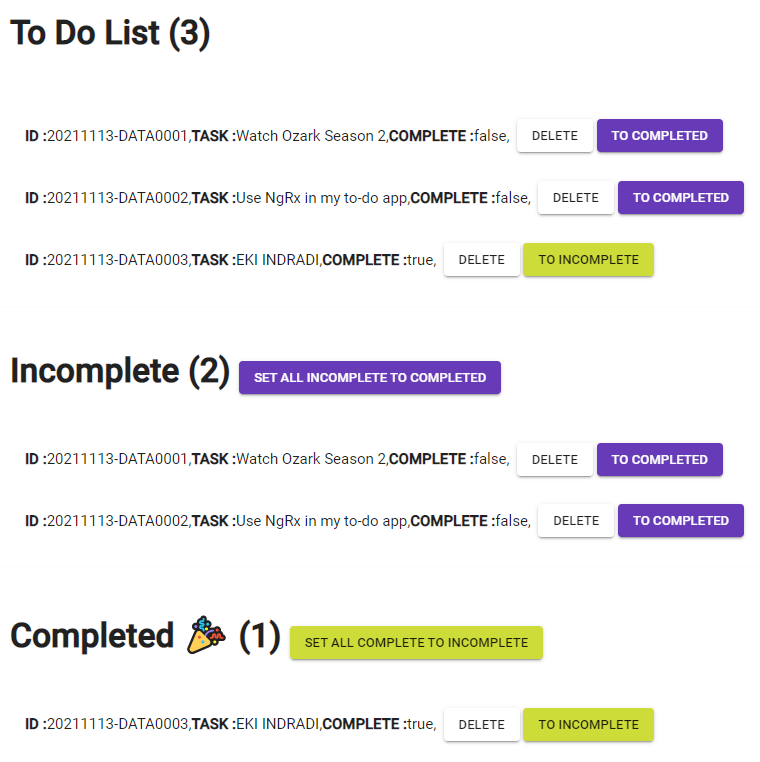 To Do List (3)
ID :20211113-DATA0001,TASK :Watch Ozark Season 2,COMPLETE :false, DELETE TO COMPLETED
ID :20211113-DATA0002,TASK :Use NgRx in my to-do app,COMPLETE :false, DELETE TO COMPLETED
ID :20211113-DATA0003,TASK :EKI INDRADI,COMPLETE :true, DELETE TO INCOMPLETE
Incomplete (2) SET ALL INCOMPLETE TO COMPLETED
ID :20211113-DATA0001,TASK :Watch Ozark Season 2,COMPLETE :false, DELETE TO COMPLETED
ID :20211113-DATA0002,TASK :Use NgRx in my to-do app,COMPLETE :false, DELETE TO COMPLETED
Completed 🎉 (1) SET ALL COMPLETE TO INCOMPLETE
ID :20211113-DATA0003,TASK :EKI INDRADI,COMPLETE :true, DELETE TO INCOMPLETE